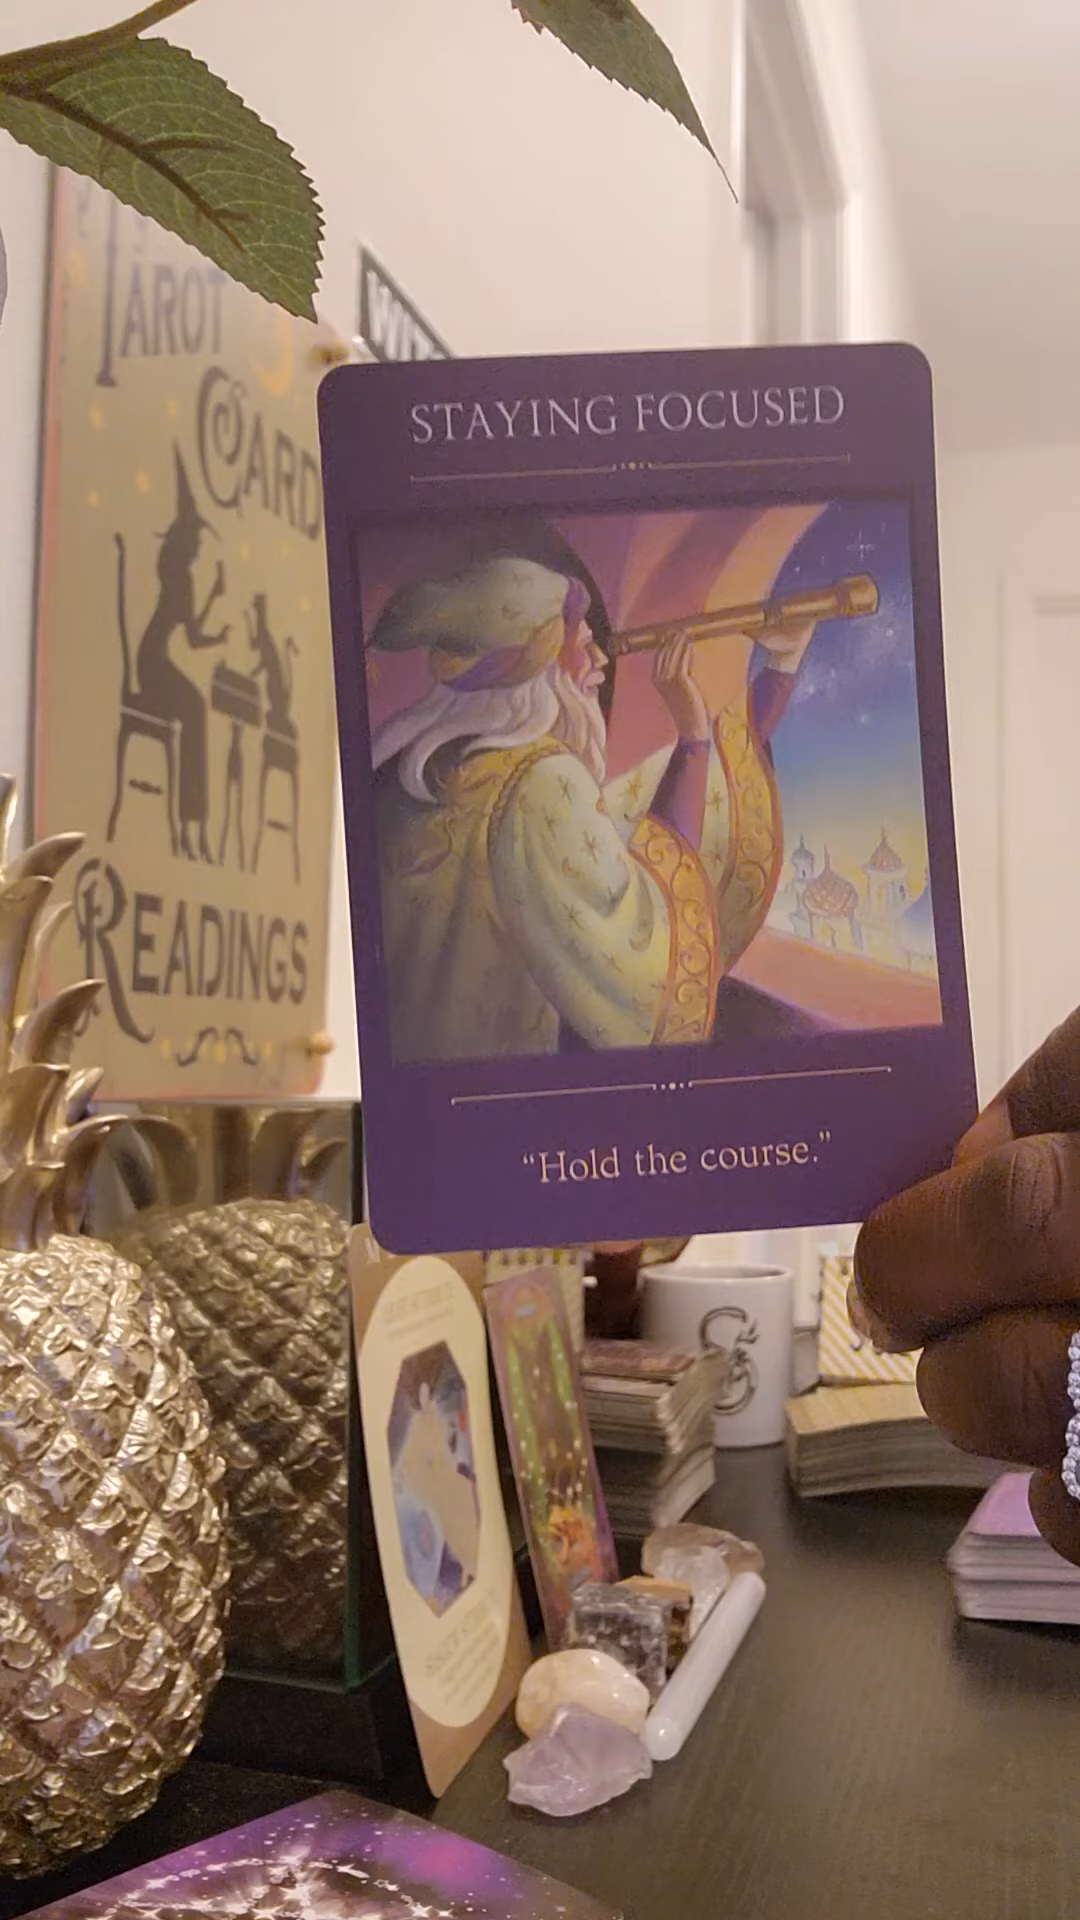 TAROT
CARD
READINGS
STAYING FOCUSED
“Hold the course.”